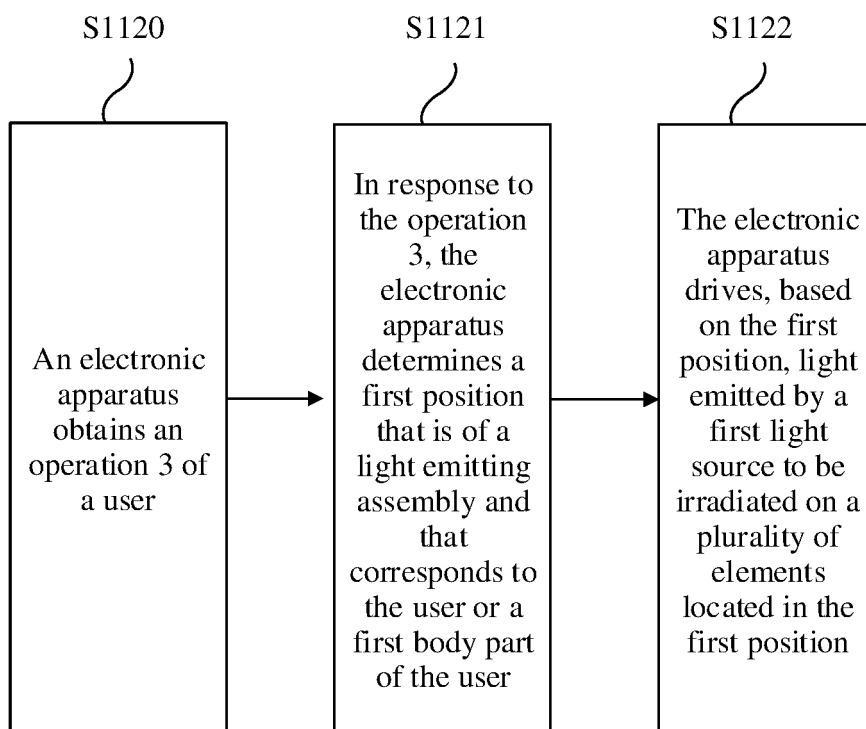 S1120
S1121
S1122
An electronic
apparatus
obtains an
operation 3 of
a user
In response to
the operation
3, the
electronic
apparatus
determines a
first position
that is of a
light emitting
assembly and
that
corresponds to
the user or a
first body part
of the user
The electronic
apparatus
drives, based
on the first
position, light
emitted by a
first light
source to be
irradiated on a
plurality of
elements
located in the
first position